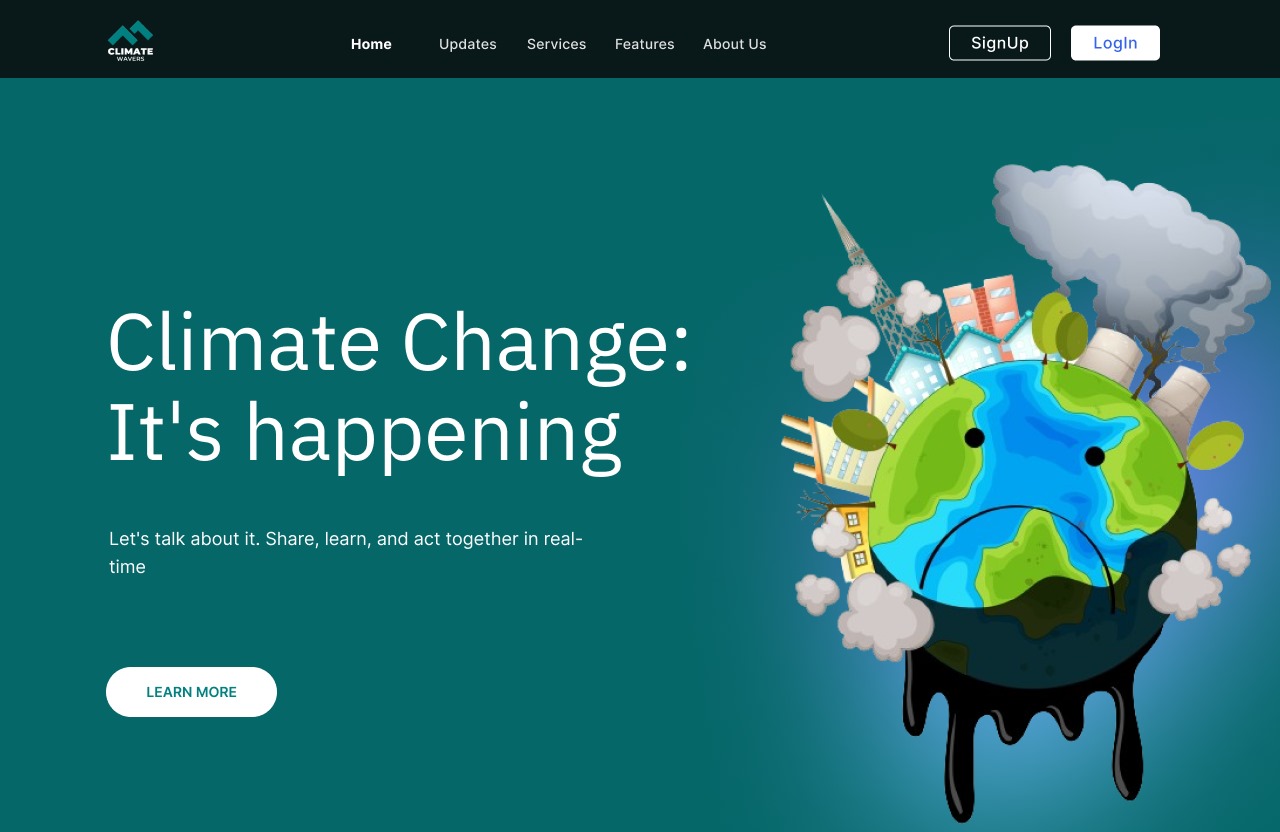 CLIMATE
WAVERS
Home
Updates
Services
Features
About Us
SignUp
LogIn
Climate Change:
It's happening
Let's talk about it. Share, learn, and act together in real-
time
LEARN MORE